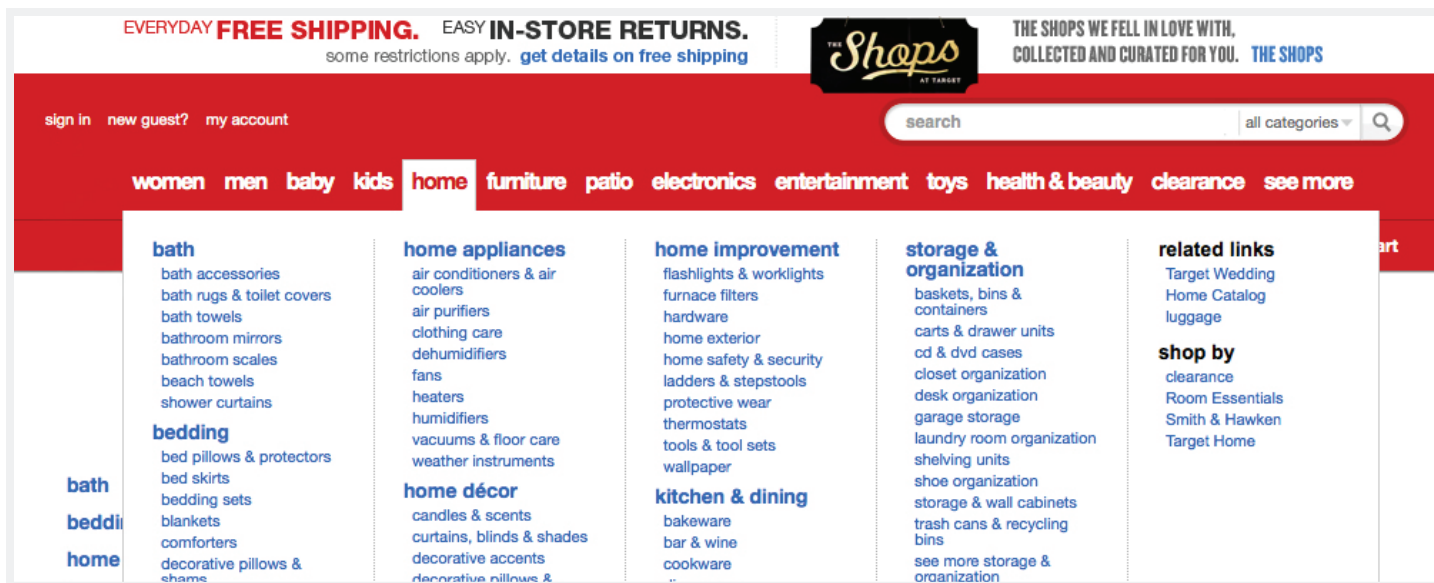 EVERYDAY FREE SHIPPING. EASY IN-STORE RETURNS.
some restrictions apply. get details on free shipping
THE Shops AT TARGET
THE SHOPS WE FELL IN LOVE WITH,
COLLECTED AND CURATED FOR YOU. THE SHOPS
sign in new guest? my account
search all categories
women men baby kids home furniture patio electronics entertainment toys health & beauty clearance see more
bath
bath accessories
bath rugs & toilet covers
bath towels
bathroom mirrors
bathroom scales
beach towels
shower curtains
bedding
bed pillows & protectors
bed skirts
bedding sets
blankets
comforters
decorative pillows &
shams
home appliances
air conditioners & air
coolers
air purifiers
clothing care
dehumidifiers
fans
heaters
humidifiers
vacuums & floor care
weather instruments
home décor
candles & scents
curtains, blinds & shades
decorative accents
decorative pillows &
home improvement
flashlights & worklights
furnace filters
hardware
home exterior
home safety & security
ladders & stepstools
protective wear
thermostats
tools & tool sets
wallpaper
kitchen & dining
bakeware
bar & wine
cookware
storage &
organization
baskets, bins &
containers
carts & drawer units
cd & dvd cases
closet organization
desk organization
garage storage
laundry room organization
shelving units
shoe organization
storage & wall cabinets
trash cans & recycling
bins
see more storage &
organization
related links
Target Wedding
Home Catalog
luggage
shop by
clearance
Room Essentials
Smith & Hawken
Target Home
art
bath
beddi
home